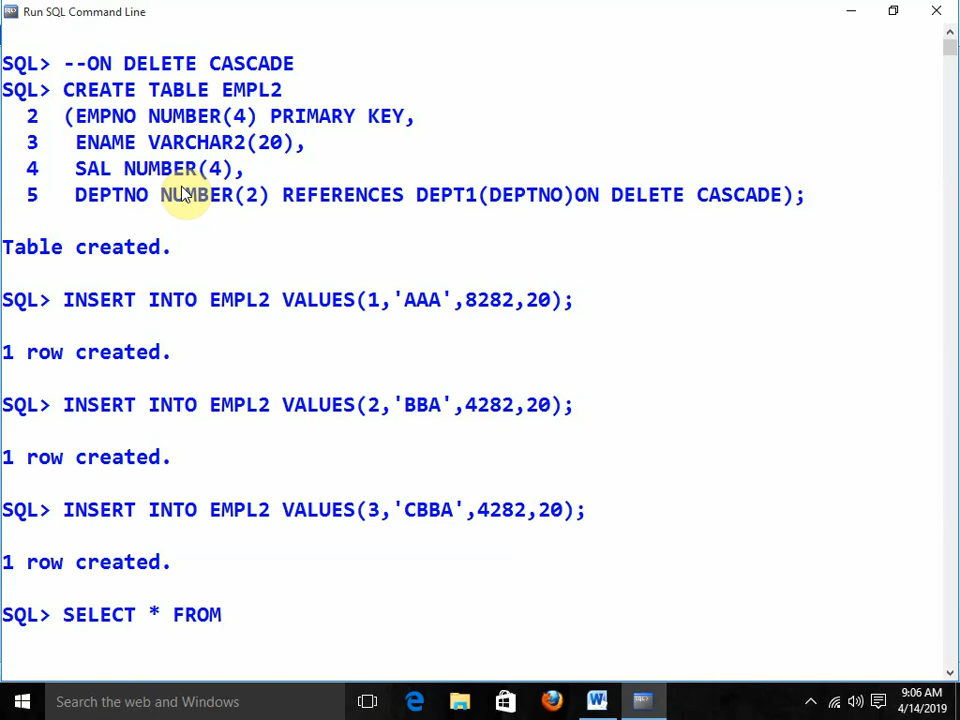 Run SQL Command Line
SQL> --ON DELETE CASCADE
SQL> CREATE TABLE EMPL2
2 (EMPNO NUMBER(4) PRIMARY KEY,
3 ENAME VARCHAR2(20),
4 SAL NUMBER(4),
5 DEPTNO NUMBER(2) REFERENCES DEPT1(DEPTNO)ON DELETE CASCADE);
Table created.
SQL> INSERT INTO EMPL2 VALUES(1,'AAA',8282,20);
1 row created.
SQL> INSERT INTO EMPL2 VALUES(2,'BBA',4282,20);
1 row created.
SQL> INSERT INTO EMPL2 VALUES(3,'CBBA',4282,20);
1 row created.
SQL> SELECT * FROM
Search the web and Windows
9:06 AM
4/14/2019